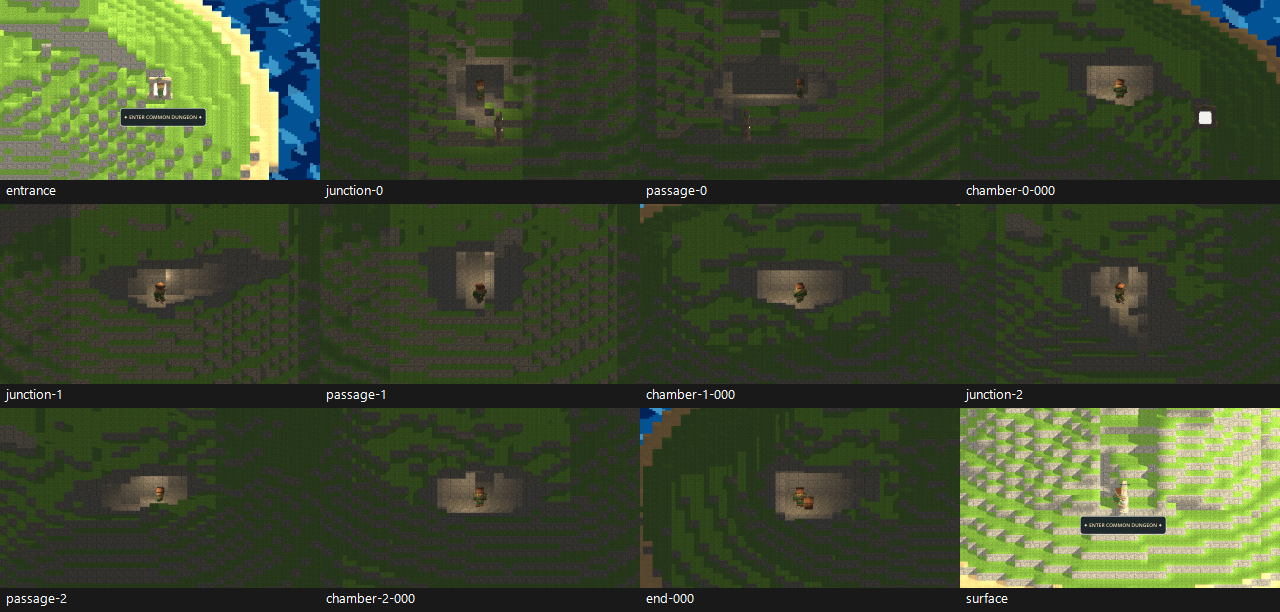 ✦ ENTER COMMON DUNGEON ✦
entrance
junction-0
passage-0
chamber-0-000
junction-1
passage-1
chamber-1-000
junction-2
✦ ENTER COMMON DUNGEON ✦
passage-2
chamber-2-000
end-000
surface